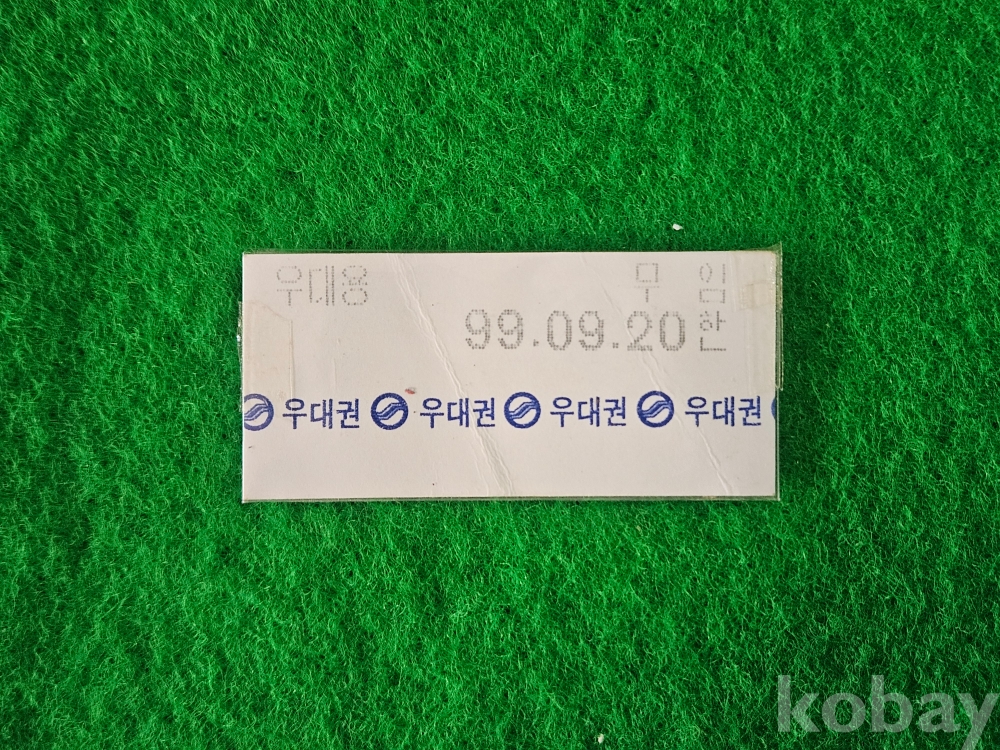 우대용 무 임
99.09.20 한
우대권 우대권 우대권 우대권
kobay